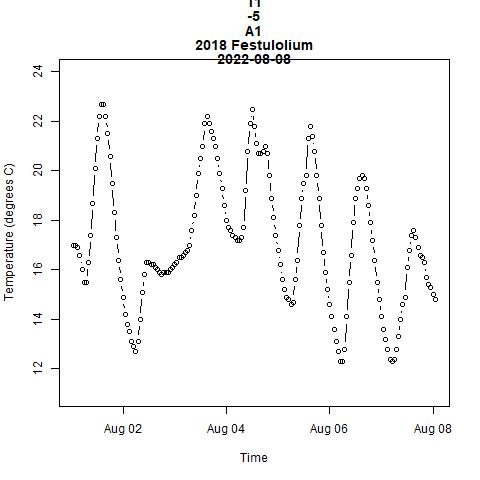 T1
-5
A1
2018 Festulolium
2022-08-08
24
22
20
18
16
14
12
Temperature (degrees C)
Aug 02
Aug 04
Aug 06
Aug 08
Time